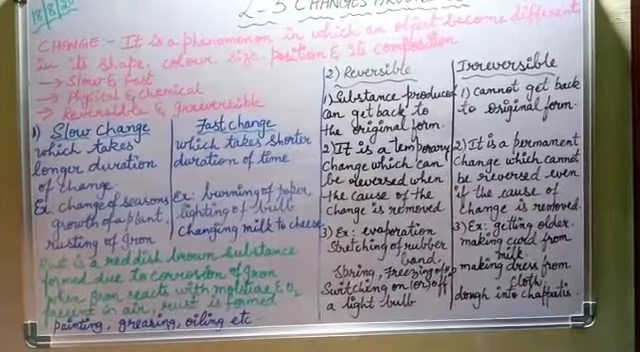 18/8/20
L-5 CHANGES AROUND
CHANGE:- It is a phenomenon in which an object become different
in its shape, colour, size, position & its composition
→ Slow & Fast
→ Physical & chemical
→ Reversible & Irreversible
1) Slow change
which takes
longer duration
of change.
Ex: change of seasons
growth of a plant,
rusting of Iron
Fast change
which takes shorter
duration of time
Ex: burning of paper,
lighting of bulb
changing milk to cheese
Rust is a reddish brown substance
formed due to corrosion of Iron
when Iron reacts with moisture & O2
present in air, rust is formed
Painting, greasing, oiling etc
2) Reversible
1) Substance produced
can get back to
the original form.
2) It is a temporary
change which can
be reversed when
the cause of the
change is removed
3) Ex: evaporation
Stretching of rubber
band,
Spring, Freezing of
Switching on (or) off
a light bulb
Irreversible
1) cannot get back
to original form.
2) It is a permanent
change which cannot
be reversed even
if the cause of
change is removed.
3) Ex: getting older.
making curd from
milk.
making dress from
cloth,
dough into chappatis.